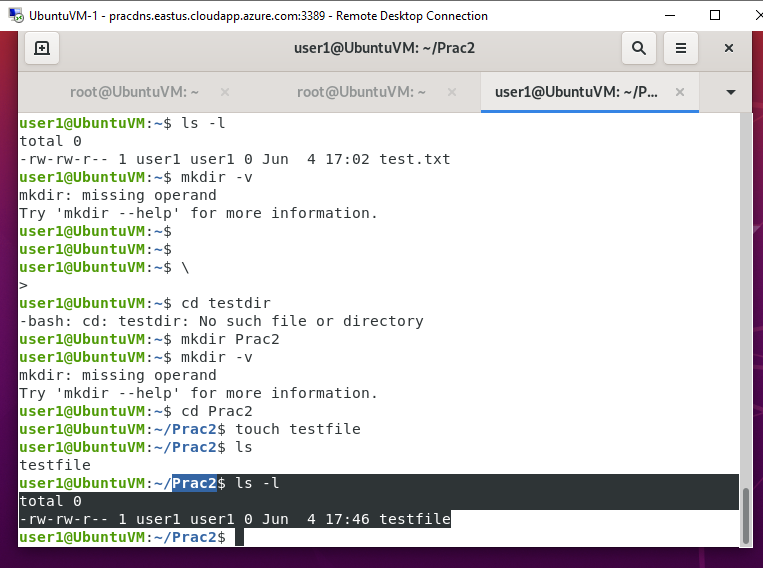 UbuntuVM-1 - pracdns.eastus.cloudapp.azure.com:3389 - Remote Desktop Connection
user1@UbuntuVM: ~/Prac2
root@UbuntuVM: ~ × root@UbuntuVM: ~ × user1@UbuntuVM: ~/P... ×
user1@UbuntuVM:~$ ls -l
total 0
-rw-rw-r-- 1 user1 user1 0 Jun  4 17:02 test.txt
user1@UbuntuVM:~$ mkdir -v
mkdir: missing operand
Try 'mkdir --help' for more information.
user1@UbuntuVM:~$
user1@UbuntuVM:~$
user1@UbuntuVM:~$ \
>
user1@UbuntuVM:~$ cd testdir
-bash: cd: testdir: No such file or directory
user1@UbuntuVM:~$ mkdir Prac2
user1@UbuntuVM:~$ mkdir -v
mkdir: missing operand
Try 'mkdir --help' for more information.
user1@UbuntuVM:~$ cd Prac2
user1@UbuntuVM:~/Prac2$ touch testfile
user1@UbuntuVM:~/Prac2$ ls
testfile
user1@UbuntuVM:~/Prac2$ ls -l
total 0
-rw-rw-r-- 1 user1 user1 0 Jun  4 17:46 testfile
user1@UbuntuVM:~/Prac2$